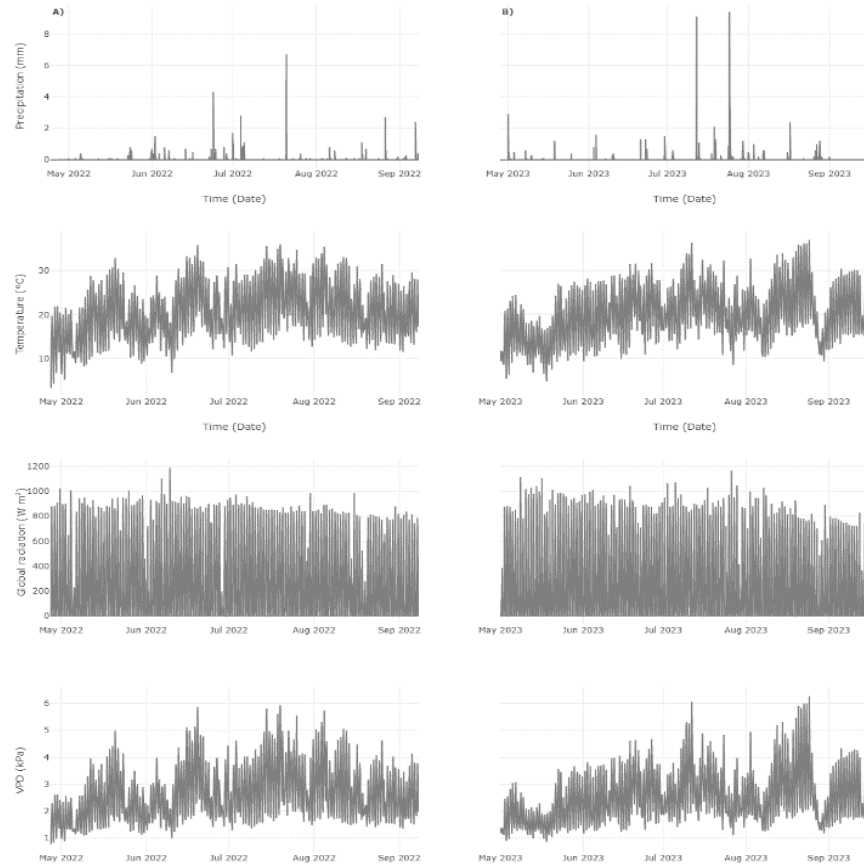 A)
B)
Precipitation (mm)
8
6
4
2
0
May 2022 Jun 2022 Jul 2022 Aug 2022 Sep 2022
May 2023 Jun 2023 Jul 2023 Aug 2023 Sep 2023
Time (Date)
Time (Date)
Temperature (°C)
30
20
10
May 2022 Jun 2022 Jul 2022 Aug 2022 Sep 2022
May 2023 Jun 2023 Jul 2023 Aug 2023 Sep 2023
Time (Date)
Time (Date)
Global radiation (W m²)
1200
1000
800
600
400
200
0
May 2022 Jun 2022 Jul 2022 Aug 2022 Sep 2022
May 2023 Jun 2023 Jul 2023 Aug 2023 Sep 2023
VPD (kPa)
6
5
4
3
2
1
May 2022 Jun 2022 Jul 2022 Aug 2022 Sep 2022
May 2023 Jun 2023 Jul 2023 Aug 2023 Sep 2023